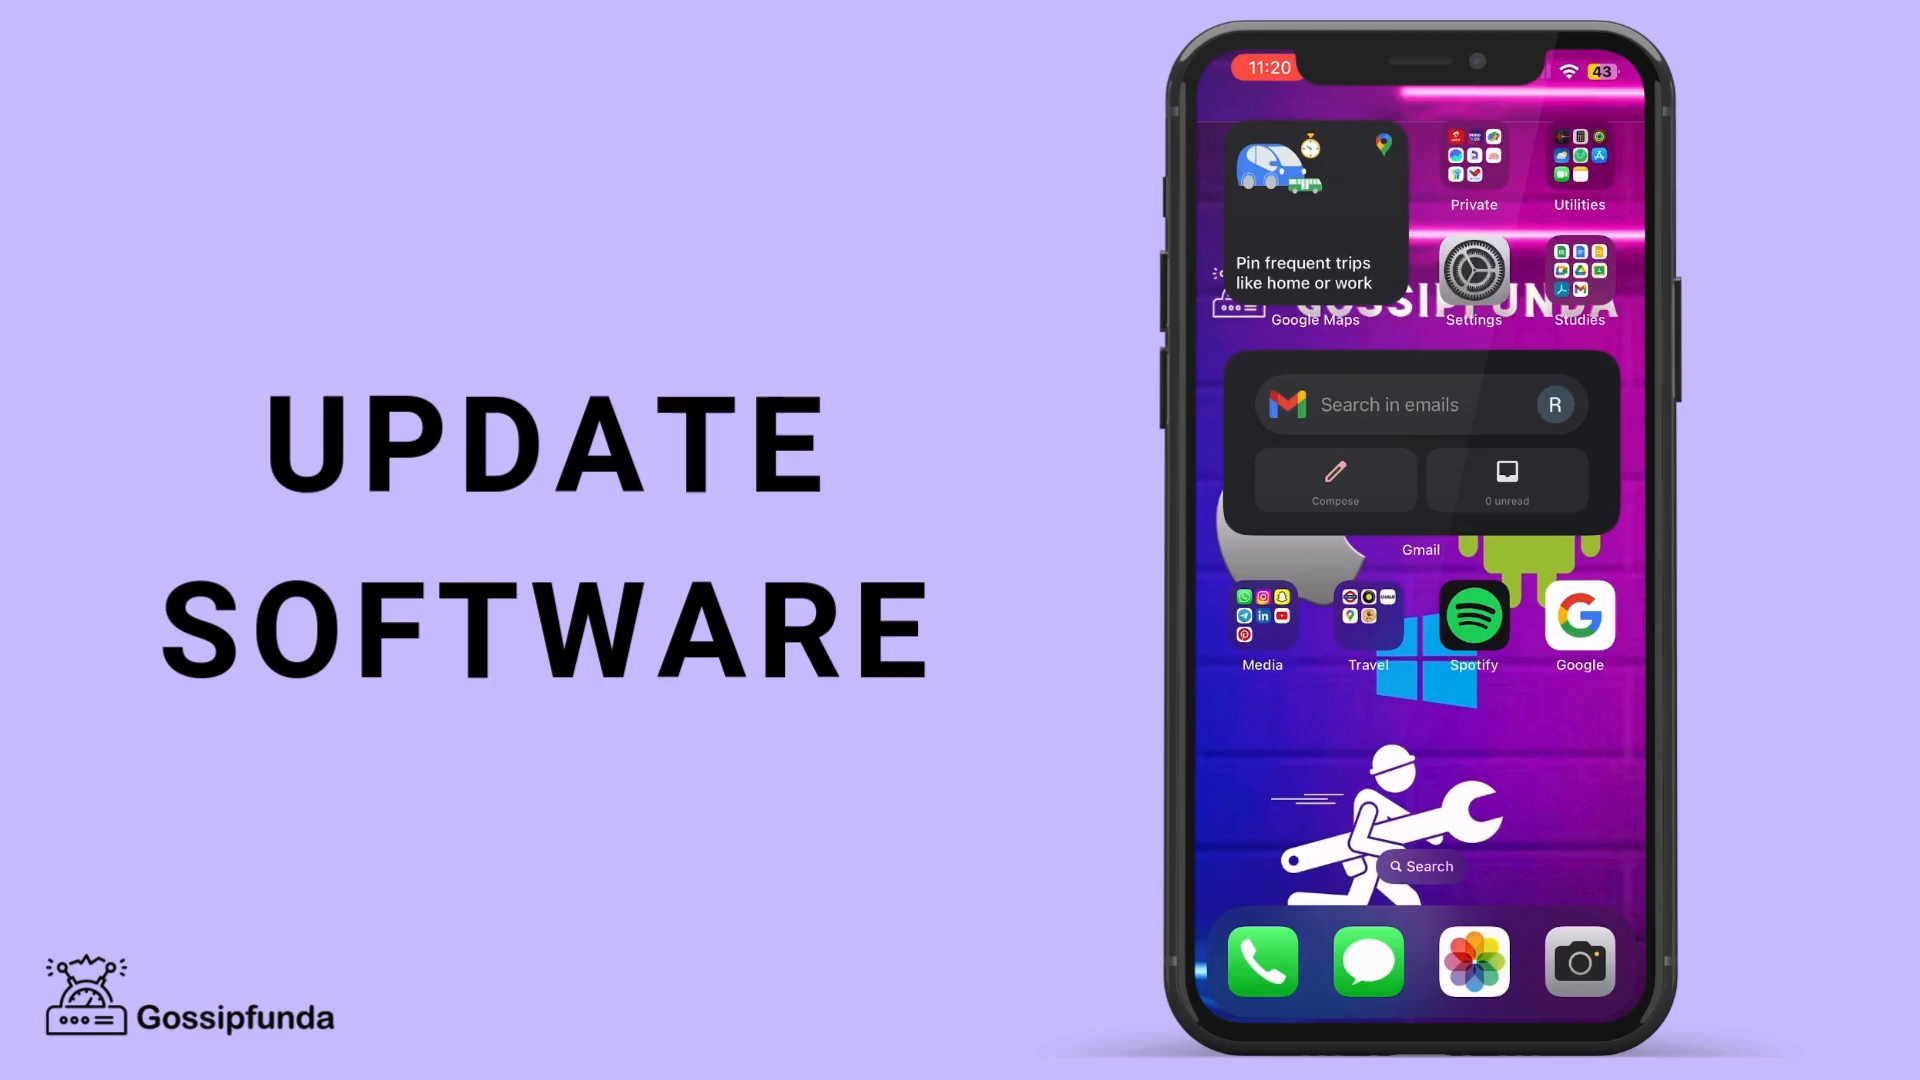 UPDATE
SOFTWARE
Gossipfunda
11:20
43
Pin frequent trips
like home or work
Google Maps
Private
Utilities
GOSSIPFUNDA
Settings
Studies
Search in emails
R
Compose
0 unread
Gmail
Media
Travel
Spotify
Google
Search